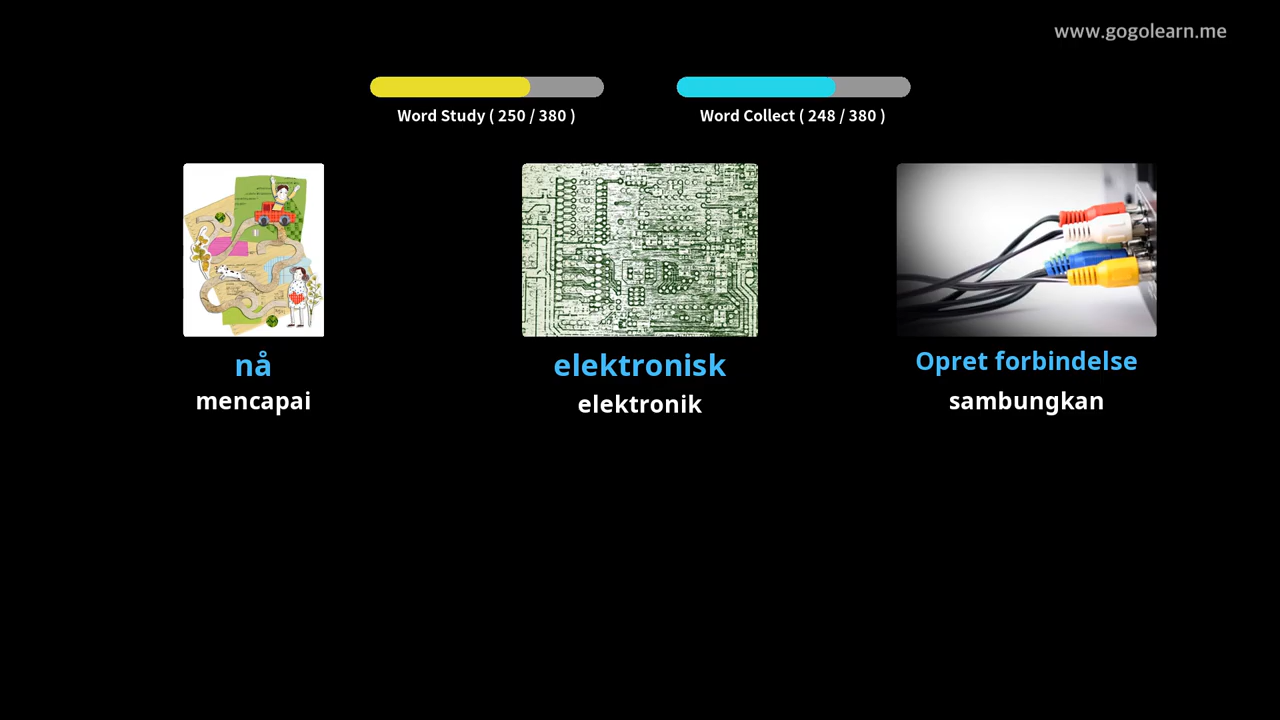 www.gogolearn.me
Word Study ( 250 / 380 )
Word Collect ( 248 / 380 )
nå
mencapai
elektronisk
elektronik
Opret forbindelse
sambungkan